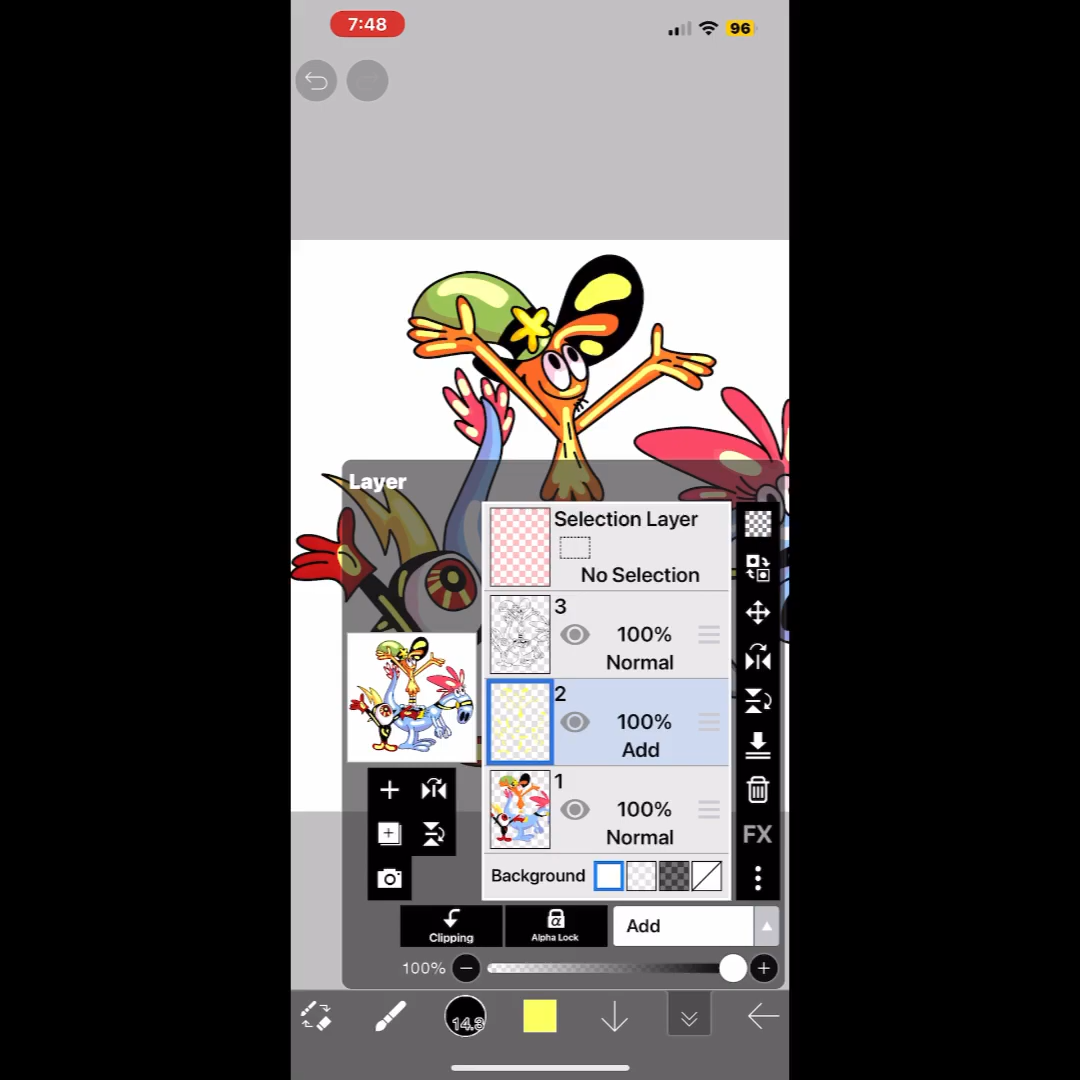 7:48
96
Layer
Selection Layer
No Selection
3
100%
Normal
2
100%
Add
1
100%
Normal
FX
Background
Clipping
α
Alpha Lock
Add
100%
14.3